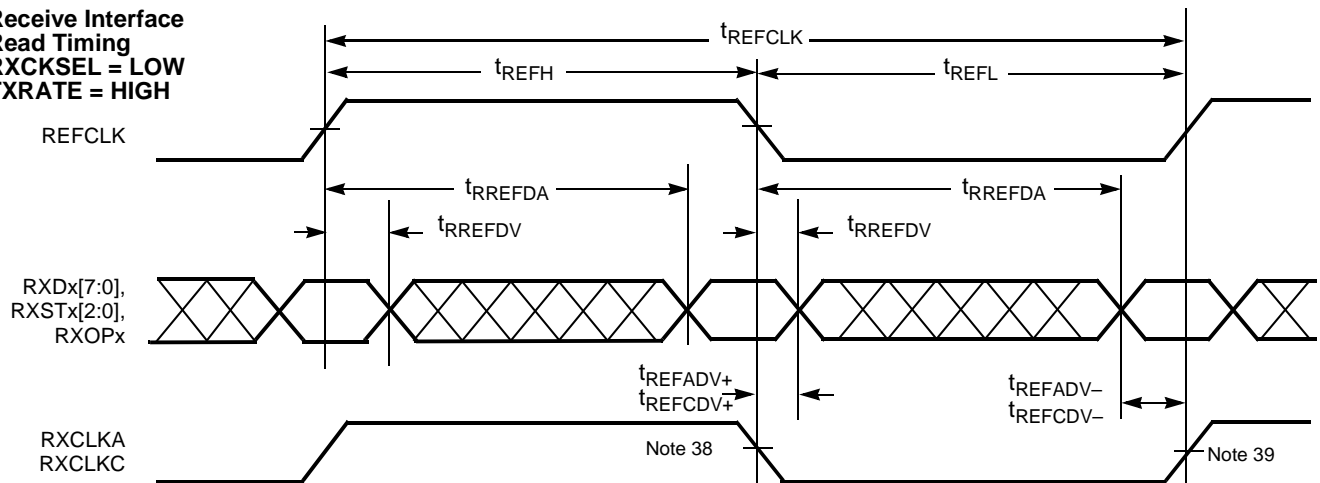 Receive Interface
Read Timing
RXCKSEL = LOW
TXRATE = HIGH
tREFCLK
tREFH
tREFL
REFCLK
tRREFDA
tRREFDA
tRREFDV
tRREFDV
RXDx[7:0],
RXSTx[2:0],
RXOPx
tREFADV+
tREFCDV+
tREFADV–
tREFCDV–
RXCLKA
RXCLKC
Note 38
Note 39